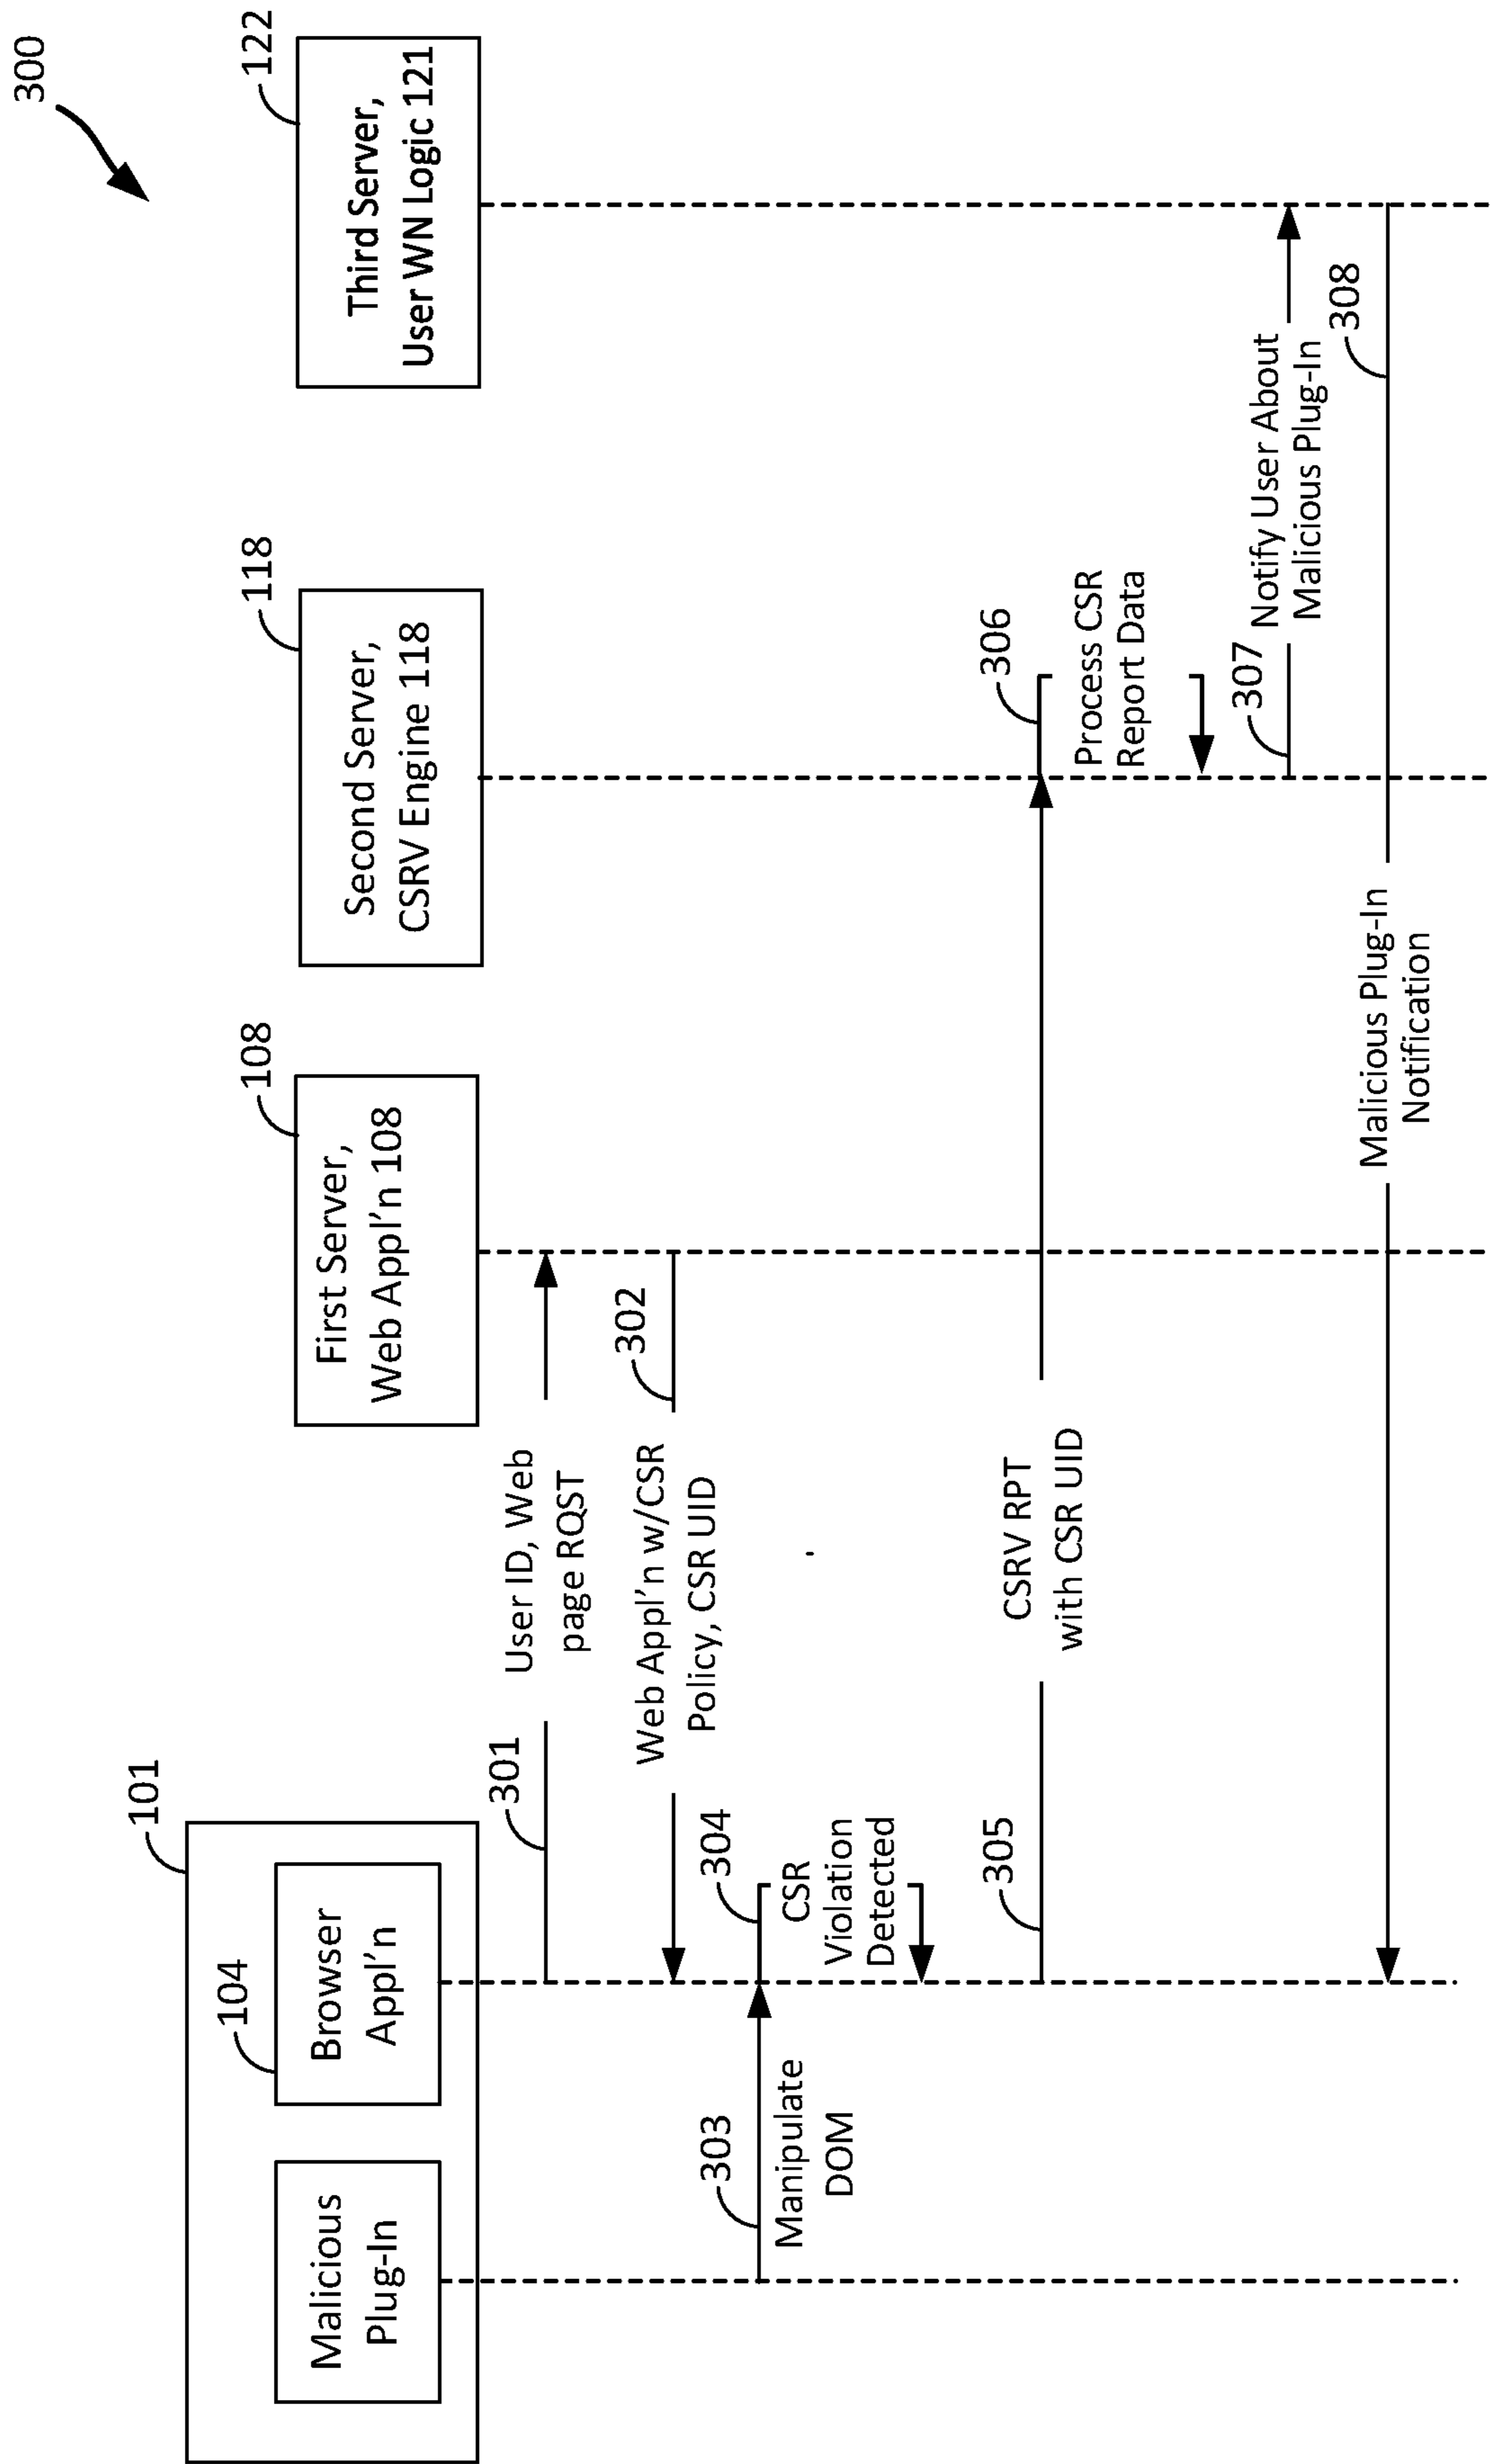 300
101
104
Malicious
Plug-In
Browser
Appl'n
108
First Server,
Web Appl'n 108
118
Second Server,
CSRV Engine 118
122
Third Server,
User WN Logic 121
301
User ID, Web
page RQST
302
Web Appl'n w/CSR
Policy, CSR UID
303
Manipulate
DOM
304
CSR
Violation
Detected
305
CSRV RPT
with CSR UID
306
Process CSR
Report Data
307
Notify User About
Malicious Plug-In
308
Malicious Plug-In
Notification